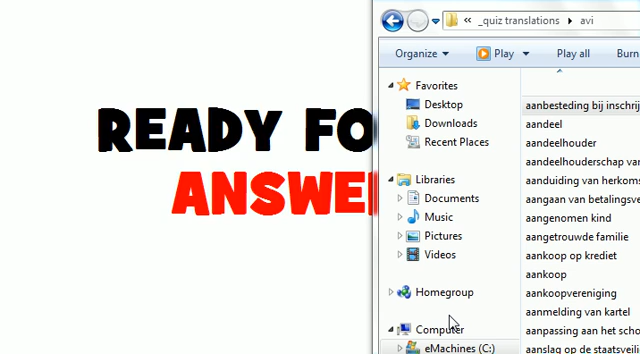 READY FO
ANSWE
« _quiz translations ▸ avi
Organize Play Play all Burn
Favorites
Desktop
Downloads
Recent Places
Libraries
Documents
Music
Pictures
Videos
Homegroup
Computer
eMachines (C:)
aanbesteding bij inschrij
aandeel
aandeelhouder
aandeelhouderschap va
aanduiding van herkoms
aangaan van betalingsve
aangenomen kind
aangetrouwde familie
aankoop op krediet
aankoop
aankoopvereniging
aanmelding van kartel
aanpassing aan het scho
aanslag op de staatsveili